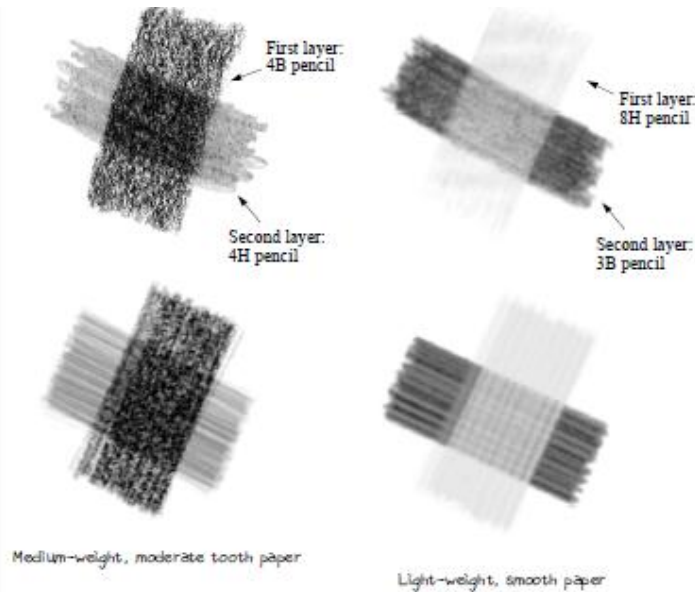 First layer:
4B pencil
First layer:
8H pencil
Second layer:
4H pencil
Second layer:
3B pencil
Medium-weight, moderate tooth paper
Light-weight, smooth paper